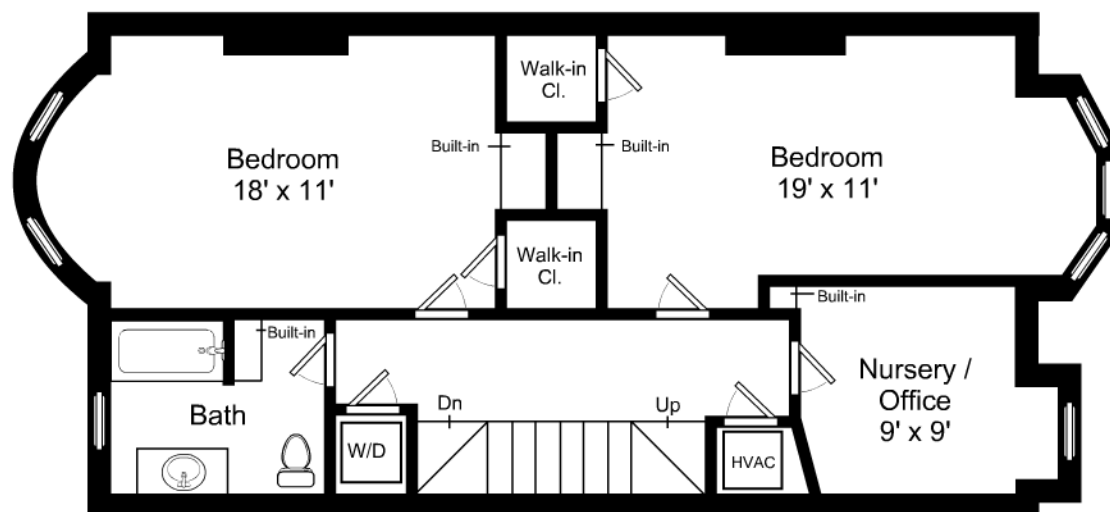 Walk-in
Cl.
Built-in
Built-in
Bedroom
18' x 11'
Bedroom
19' x 11'
Walk-in
Cl.
Built-in
Built-in
Nursery /
Office
9' x 9'
Bath
Dn
Up
W/D
HVAC